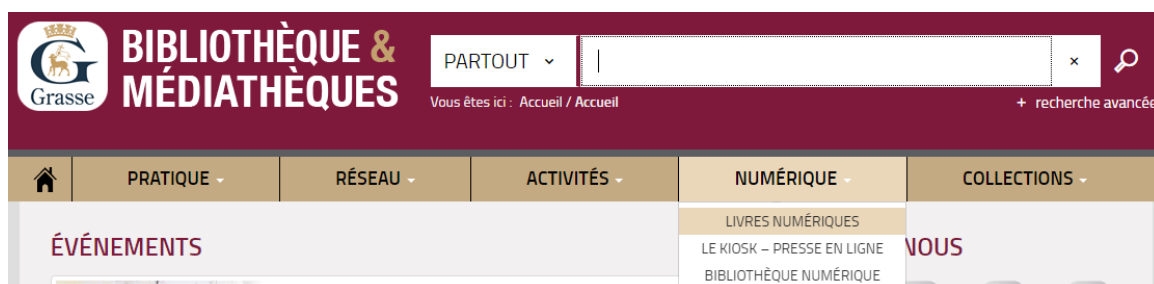 Grasse
BIBLIOTHÈQUE &
MÉDIATHÈQUES
PARTOUT
×
Vous êtes ici : Accueil / Accueil
+ recherche avancée
PRATIQUE
RÉSEAU
ACTIVITÉS
NUMÉRIQUE
COLLECTIONS
LIVRES NUMÉRIQUES
LE KIOSK – PRESSE EN LIGNE
BIBLIOTHÈQUE NUMÉRIQUE
ÉVÉNEMENTS
NOUS